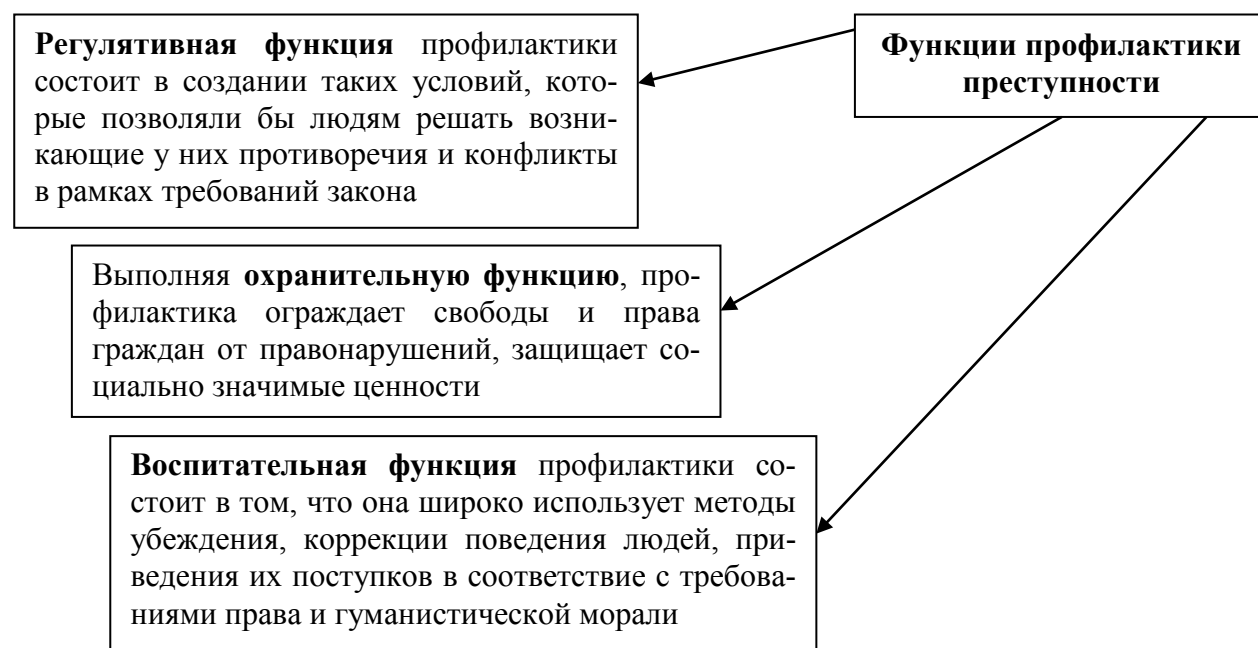 Функции профилактики
преступности
Регулятивная функция профилактики
состоит в создании таких условий, кото-
рые позволяли бы людям решать возни-
кающие у них противоречия и конфликты
в рамках требований закона
Выполняя охранительную функцию, про-
филактика ограждает свободы и права
граждан от правонарушений, защищает со-
циально значимые ценности
Воспитательная функция профилактики со-
стоит в том, что она широко использует методы
убеждения, коррекции поведения людей, при-
ведения их поступков в соответствие с требова-
ниями права и гуманистической морали